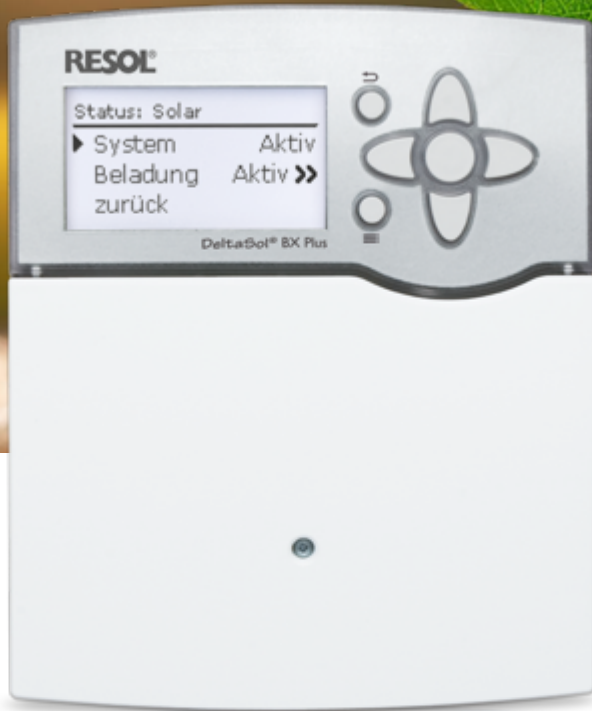 RESOL®
Status: Solar
System Aktiv
Beladung Aktiv
zurück
DeltaSol® BX Plus